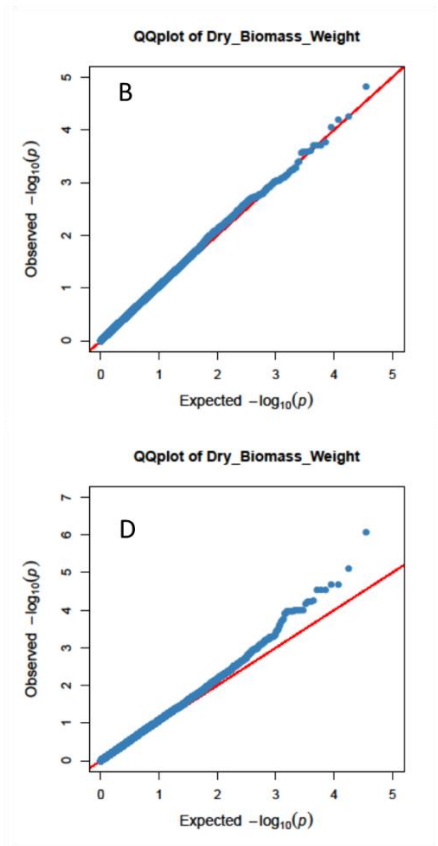 QQplot of Dry_Biomass_Weight
B
5
4
3
2
1
0
Observed −log10(p)
0 1 2 3 4 5
Expected −log10(p)
QQplot of Dry_Biomass_Weight
D
7
6
5
4
3
2
1
0
Observed −log10(p)
0 1 2 3 4 5
Expected −log10(p)